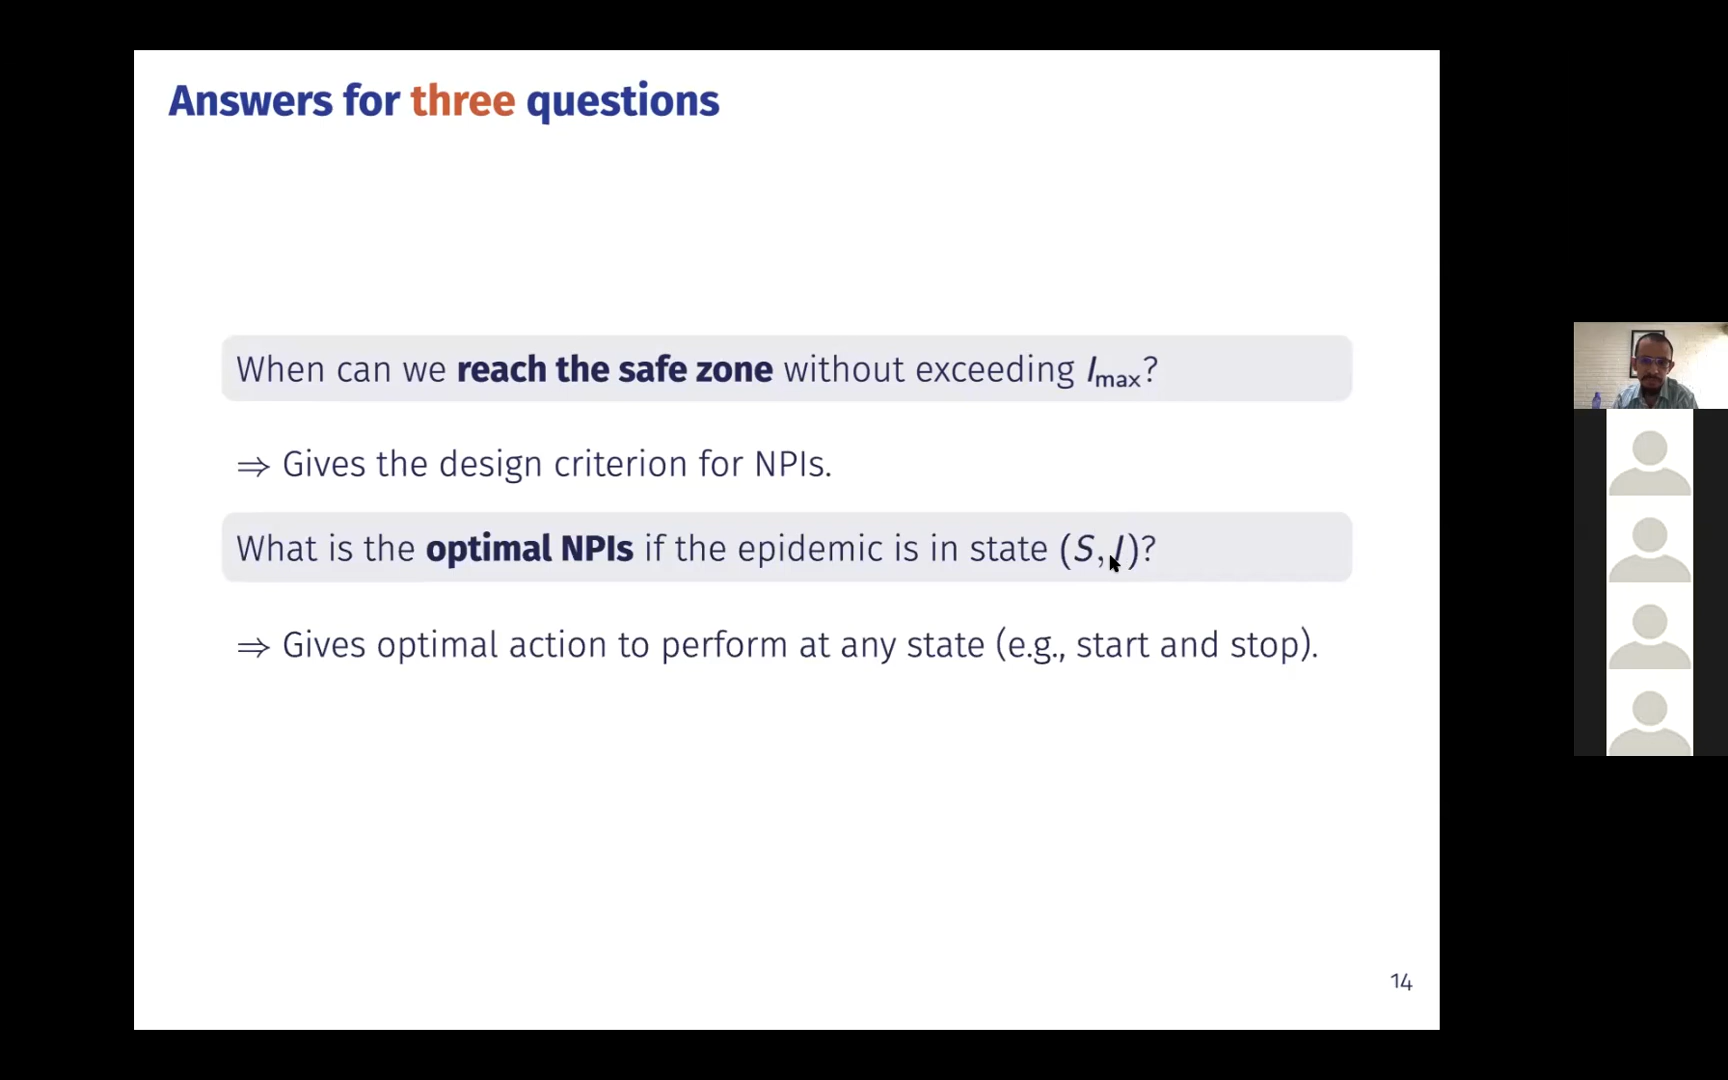 Answers for three questions
When can we reach the safe zone without exceeding Imax?
⇒ Gives the design criterion for NPIs.
What is the optimal NPIs if the epidemic is in state (S, I)?
⇒ Gives optimal action to perform at any state (e.g., start and stop).
14